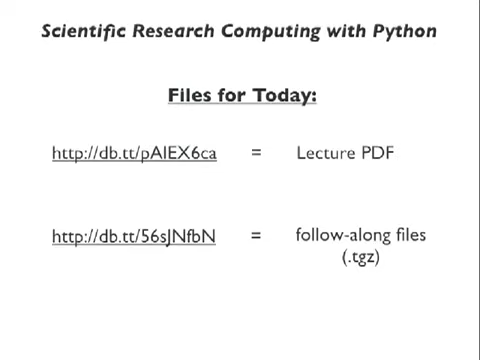 Scientific Research Computing with Python
Files for Today:
http://db.tt/pAlEX6ca = Lecture PDF
http://db.tt/56sJNfbN = follow-along files
(.tgz)